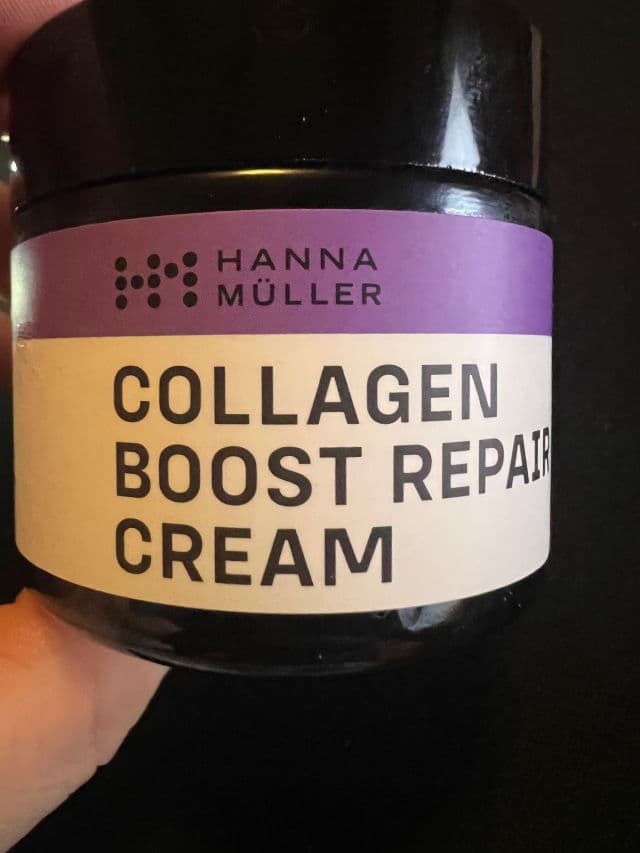 HANNA
MÜLLER
COLLAGEN
BOOST REPAIR
CREAM